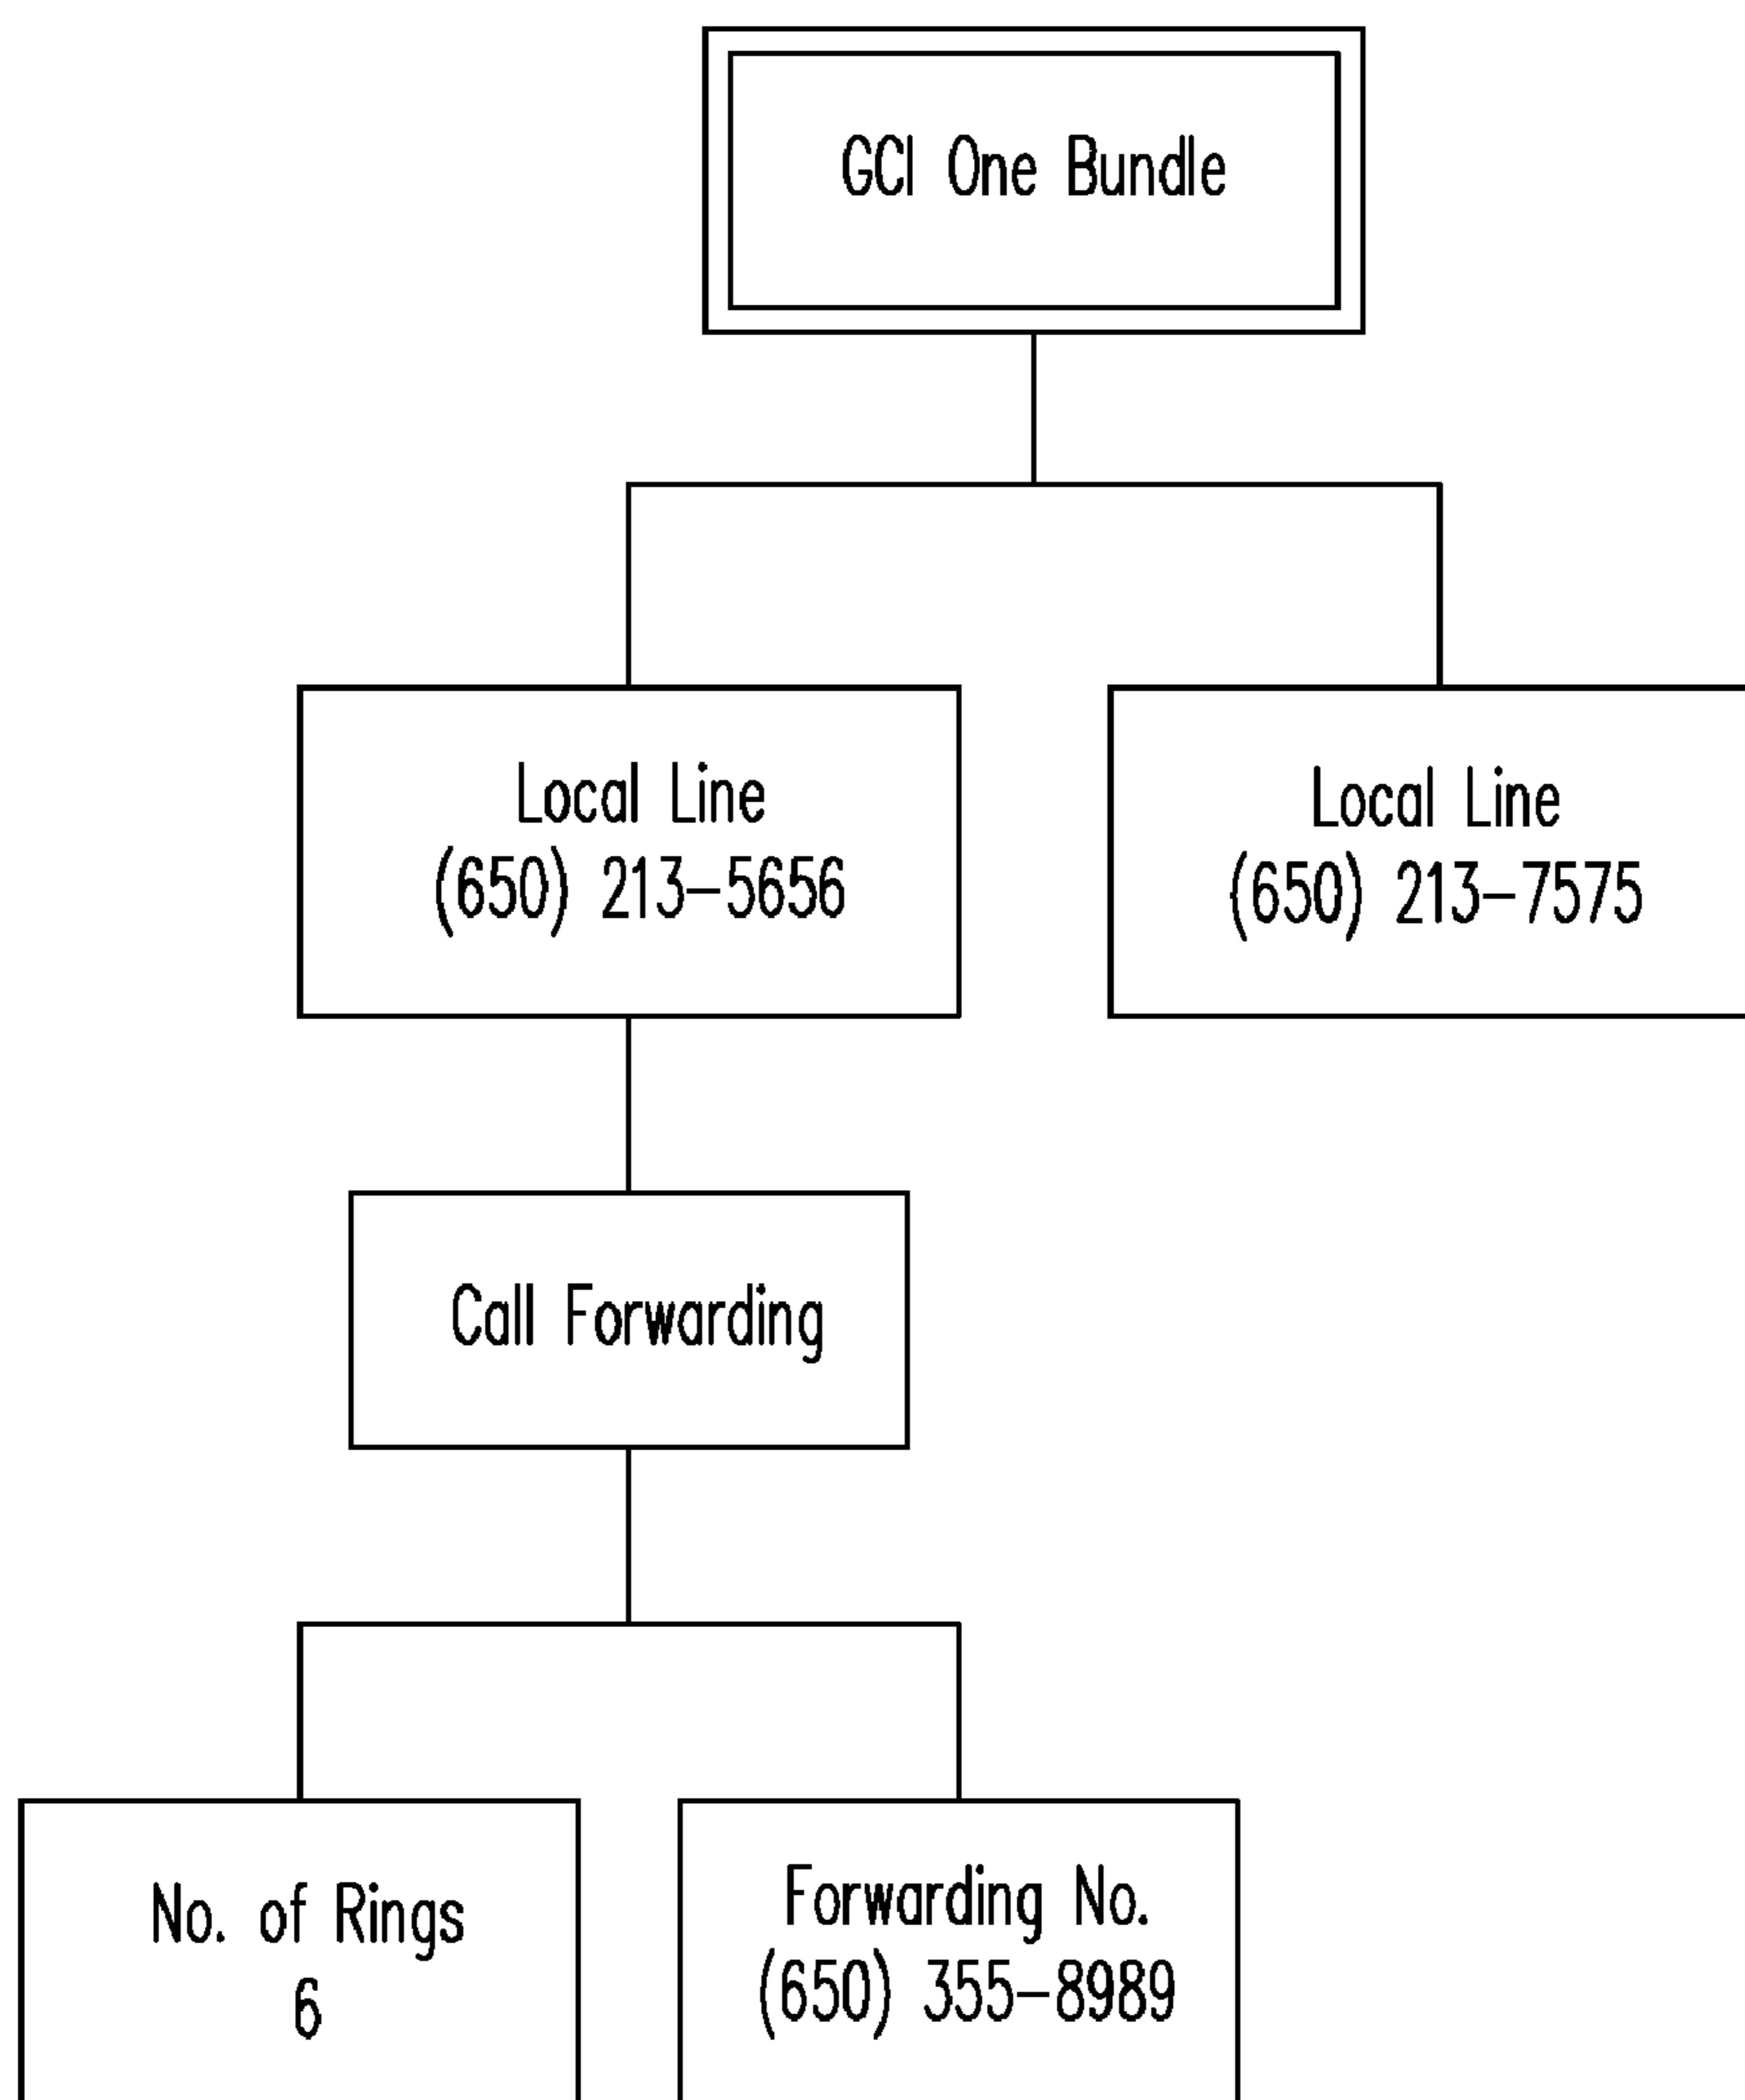 GCI One Bundle
Local Line
(650) 213-5656
Local Line
(650) 213-7575
Call Forwarding
No. of Rings
6
Forwarding No.
(650) 355-8989